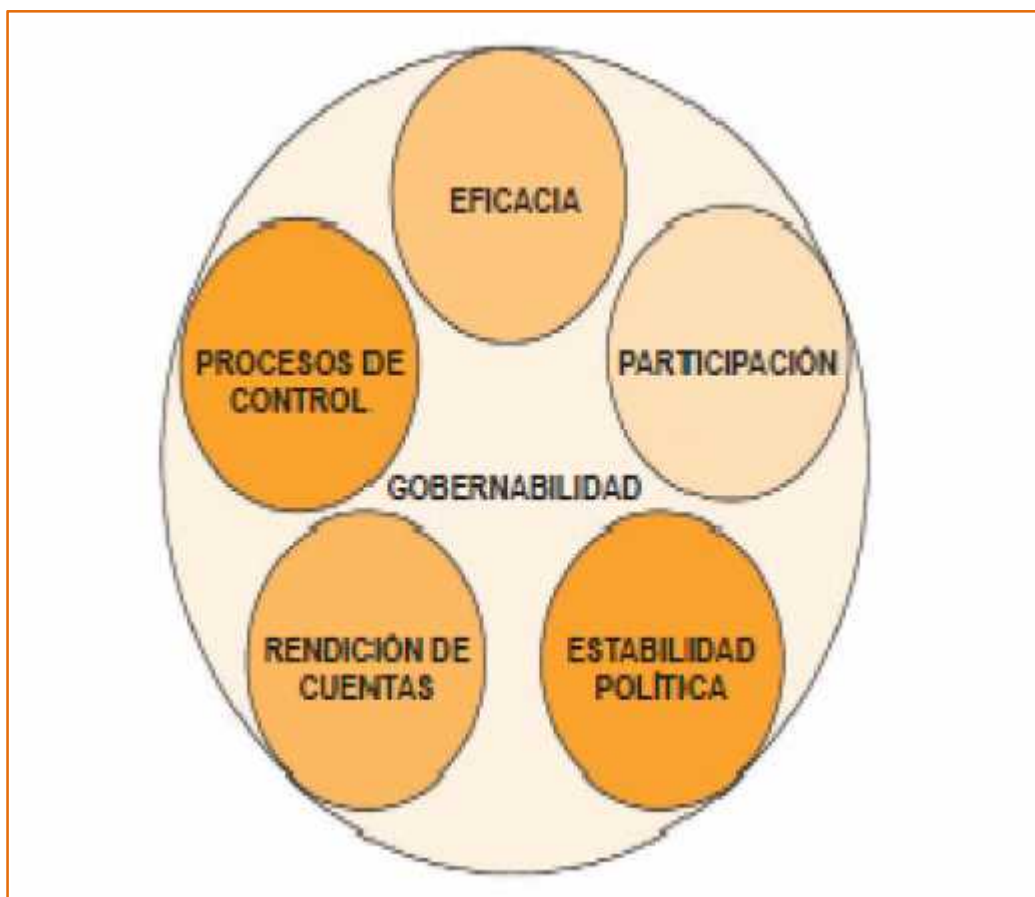 EFICACIA
PARTICIPACIÓN
PROCESOS DE
CONTROL
GOBERNABILIDAD
RENDICIÓN DE
CUENTAS
ESTABILIDAD
POLÍTICA